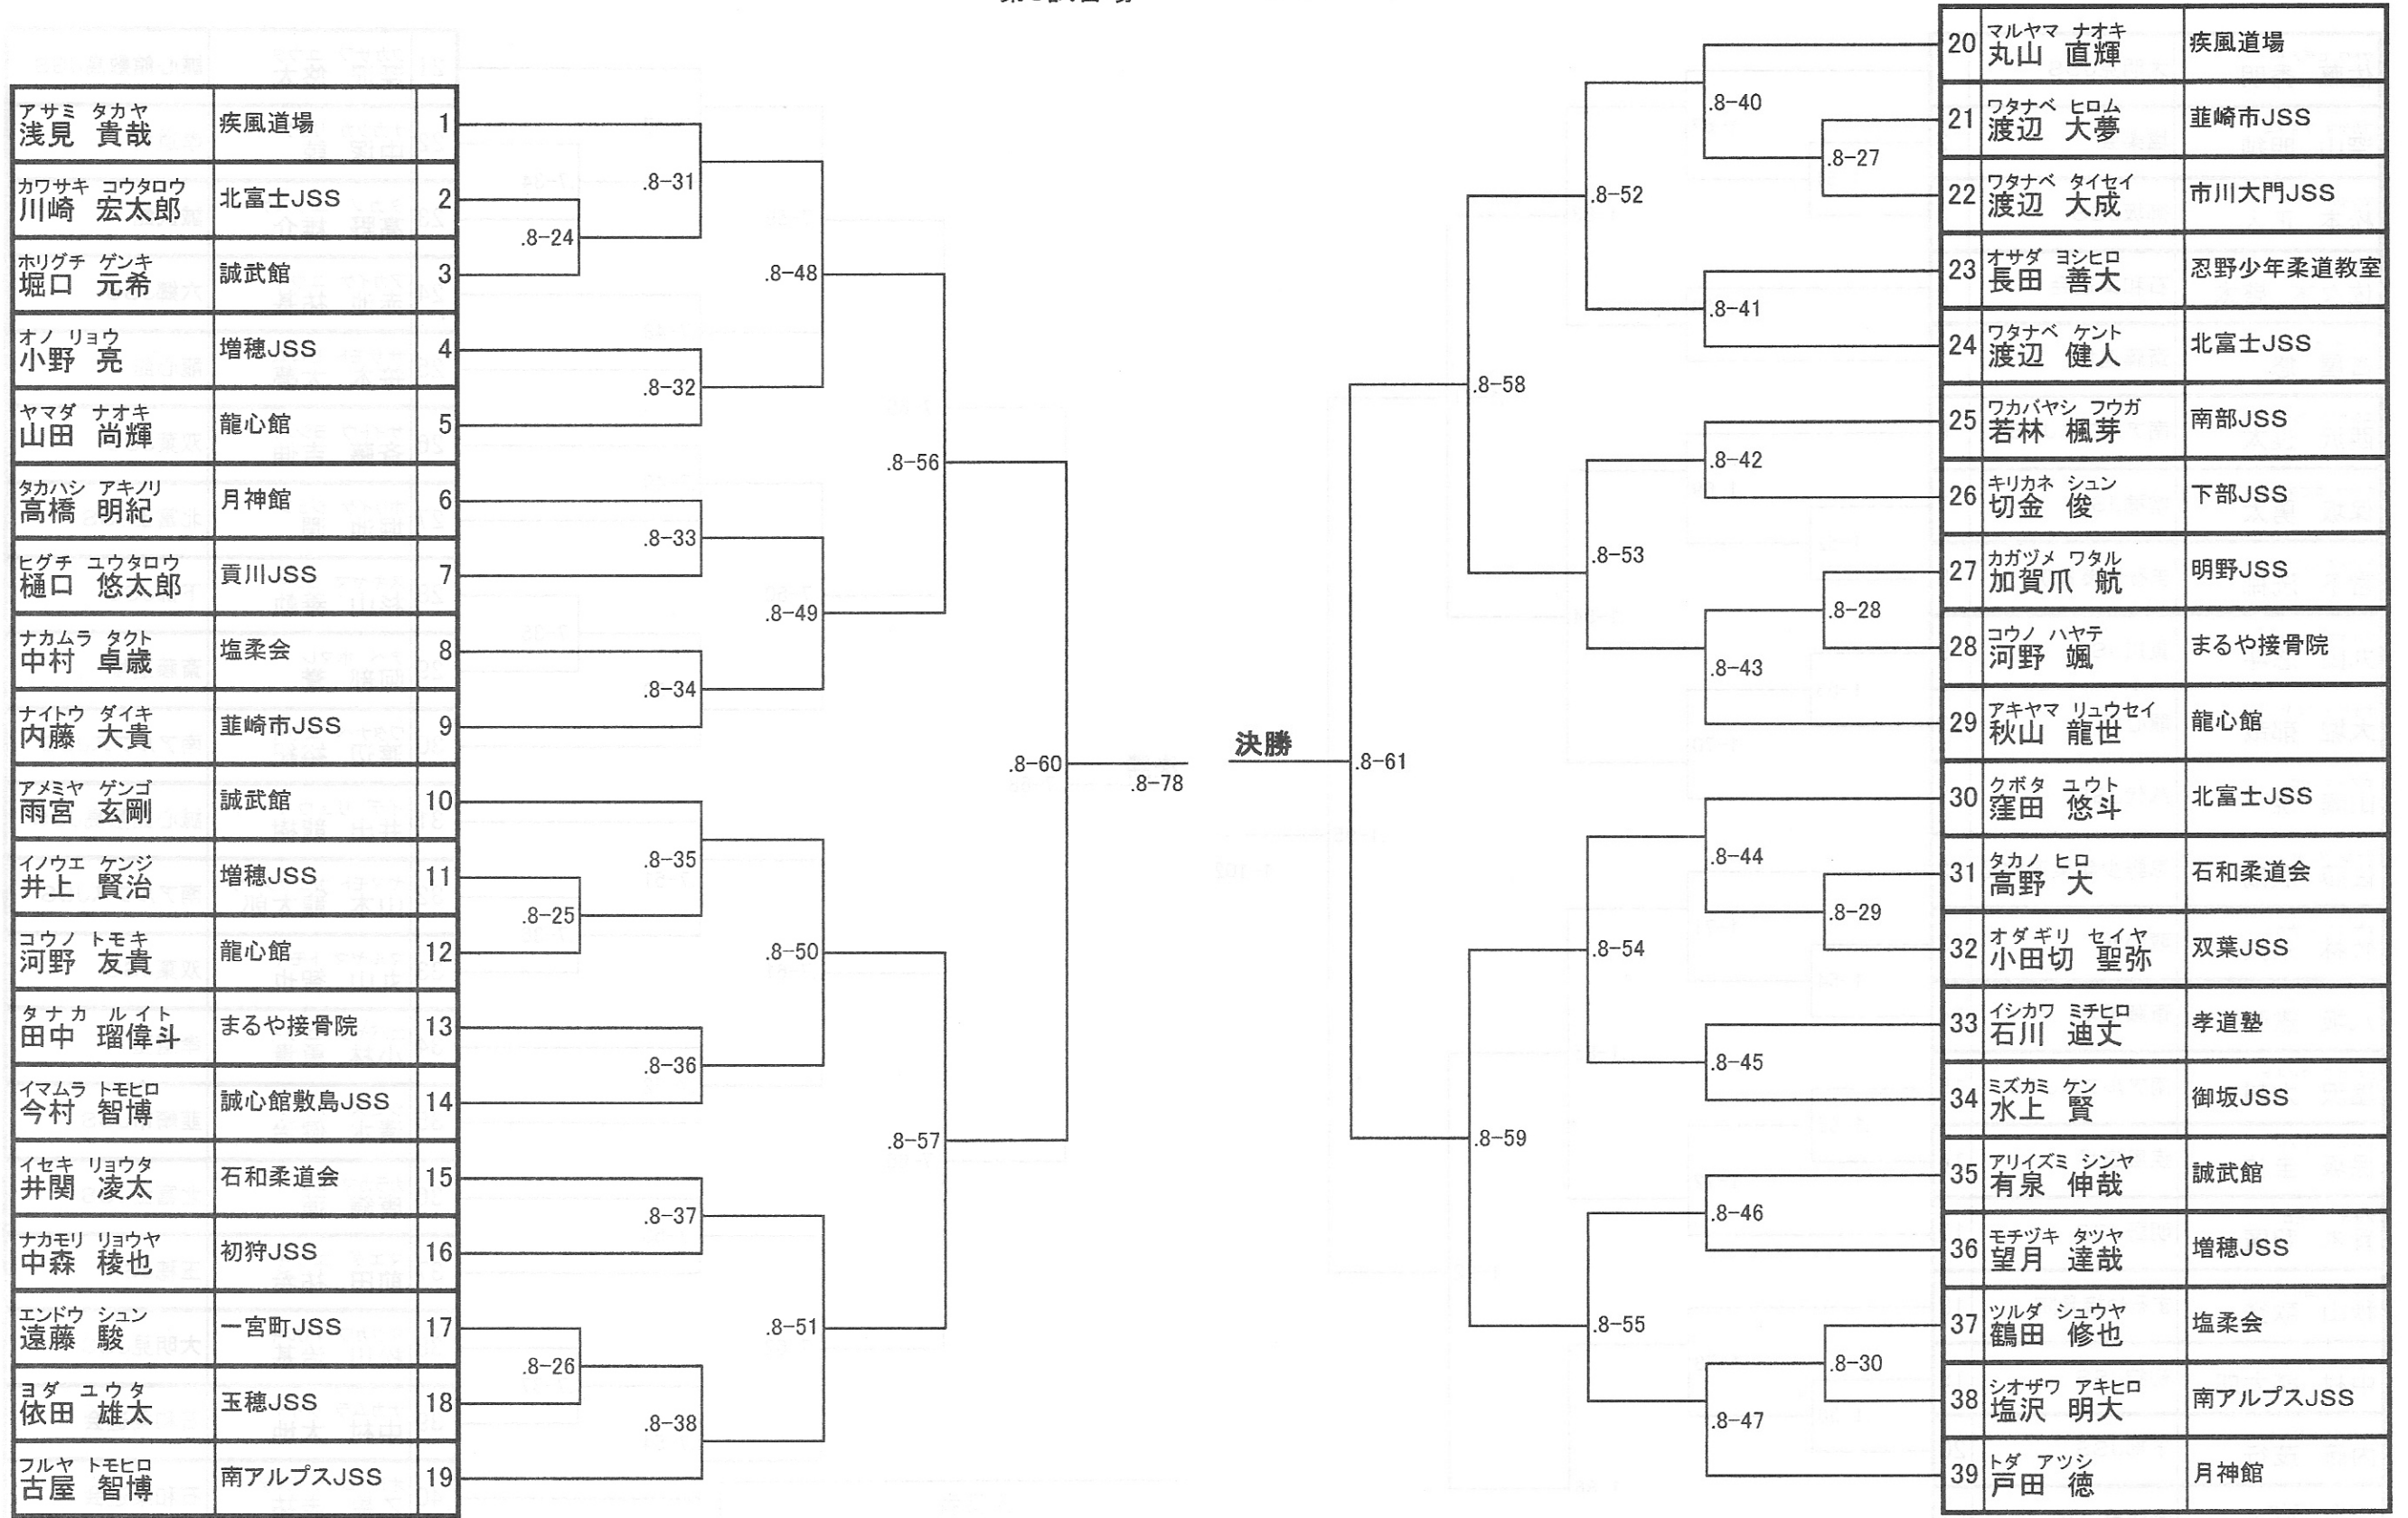 アサミ タカヤ
浅見 貴哉 疾風道場 1
カワサキ コウタロウ
川崎 宏太郎 北富士JSS 2
ホリグチ ゲンキ
堀口 元希 誠武館 3
オノ リョウ
小野 亮 増穂JSS 4
ヤマダ ナオキ
山田 尚輝 龍心館 5
タカハシ アキノリ
高橋 明紀 月神館 6
ヒグチ ユウタロウ
樋口 悠太郎 貢川JSS 7
ナカムラ タクト
中村 卓歳 塩柔会 8
ナイトウ ダイキ
内藤 大貴 韮崎市JSS 9
アメミヤ ゲンゴ
雨宮 玄剛 誠武館 10
イノウエ ケンジ
井上 賢治 増穂JSS 11
コウノ トモキ
河野 友貴 龍心館 12
タナカ ルイト
田中 瑠偉斗 まるや接骨院 13
イマムラ トモヒロ
今村 智博 誠心館敷島JSS 14
イセキ リョウタ
井関 凌太 石和柔道会 15
ナカモリ リョウヤ
中森 稜也 初狩JSS 16
エンドウ シュン
遠藤 駿 一宮町JSS 17
ヨダ ユウタ
依田 雄太 玉穂JSS 18
フルヤ トモヒロ
古屋 智博 南アルプスJSS 19
.8-24
.8-25
.8-26
.8-31
.8-32
.8-33
.8-34
.8-35
.8-36
.8-37
.8-38
.8-48
.8-49
.8-50
.8-51
.8-56
.8-57
.8-60
.8-78
決勝
.8-61
.8-58
.8-59
.8-52
.8-53
.8-54
.8-55
.8-40
.8-41
.8-42
.8-43
.8-44
.8-45
.8-46
.8-47
.8-27
.8-28
.8-29
.8-30
マルヤマ ナオキ
20 丸山 直輝 疾風道場
ワタナベ ヒロム
21 渡辺 大夢 韮崎市JSS
ワタナベ タイセイ
22 渡辺 大成 市川大門JSS
オサダ ヨシヒロ
23 長田 善大 忍野少年柔道教室
ワタナベ ケント
24 渡辺 健人 北富士JSS
ワカバヤシ フウガ
25 若林 楓芽 南部JSS
キリカネ シュン
26 切金 俊 下部JSS
カガヅメ ワタル
27 加賀爪 航 明野JSS
コウノ ハヤテ
28 河野 颯 まるや接骨院
アキヤマ リュウセイ
29 秋山 龍世 龍心館
クボタ ユウト
30 窪田 悠斗 北富士JSS
タカノ ヒロ
31 高野 大 石和柔道会
オダギリ セイヤ
32 小田切 聖弥 双葉JSS
イシカワ ミチヒロ
33 石川 迪丈 孝道塾
ミズカミ ケン
34 水上 賢 御坂JSS
アリイズミ シンヤ
35 有泉 伸哉 誠武館
モチヅキ タツヤ
36 望月 達哉 増穂JSS
ツルダ シュウヤ
37 鶴田 修也 塩柔会
シオザワ アキヒロ
38 塩沢 明大 南アルプスJSS
トダ アツシ
39 戸田 徳 月神館